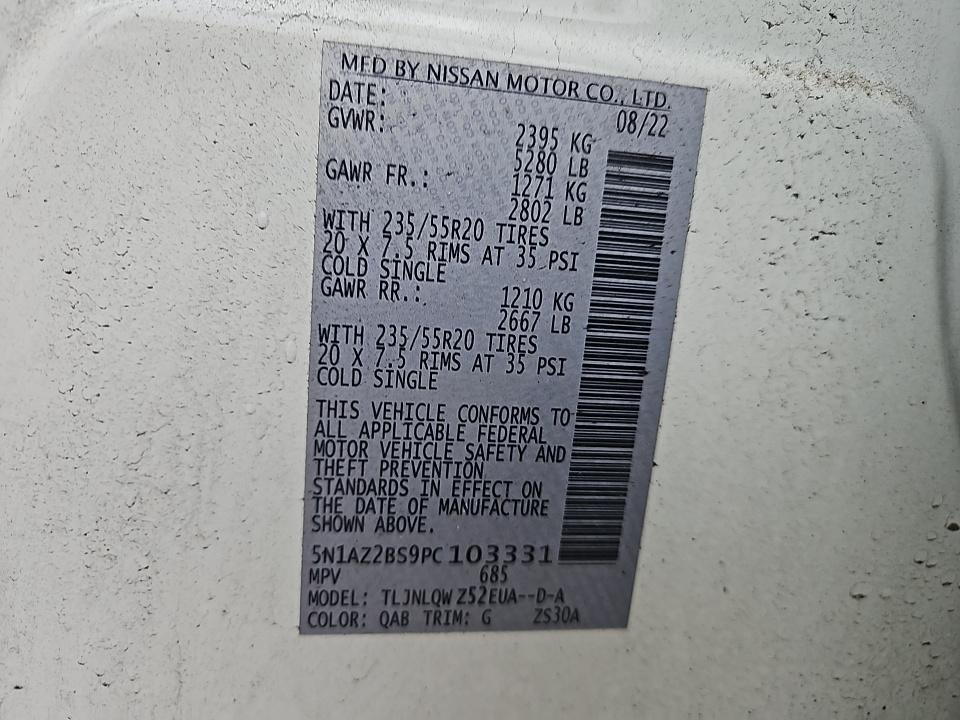 MFD BY NISSAN MOTOR CO., LTD.
DATE: 08/22
GVWR: 2395 KG
5280 LB
GAWR FR.: 1271 KG
2802 LB
WITH 235/55R20 TIRES
20 X 7.5 RIMS AT 35 PSI
COLD SINGLE
GAWR RR.: 1210 KG
2667 LB
WITH 235/55R20 TIRES
20 X 7.5 RIMS AT 35 PSI
COLD SINGLE
THIS VEHICLE CONFORMS TO
ALL APPLICABLE FEDERAL
MOTOR VEHICLE SAFETY AND
THEFT PREVENTION
STANDARDS IN EFFECT ON
THE DATE OF MANUFACTURE
SHOWN ABOVE.
5N1AZ2BS9PC103331
MPV 685
MODEL: TLJNLQW Z52EUA--D-A
COLOR: QAB TRIM: G ZS30A